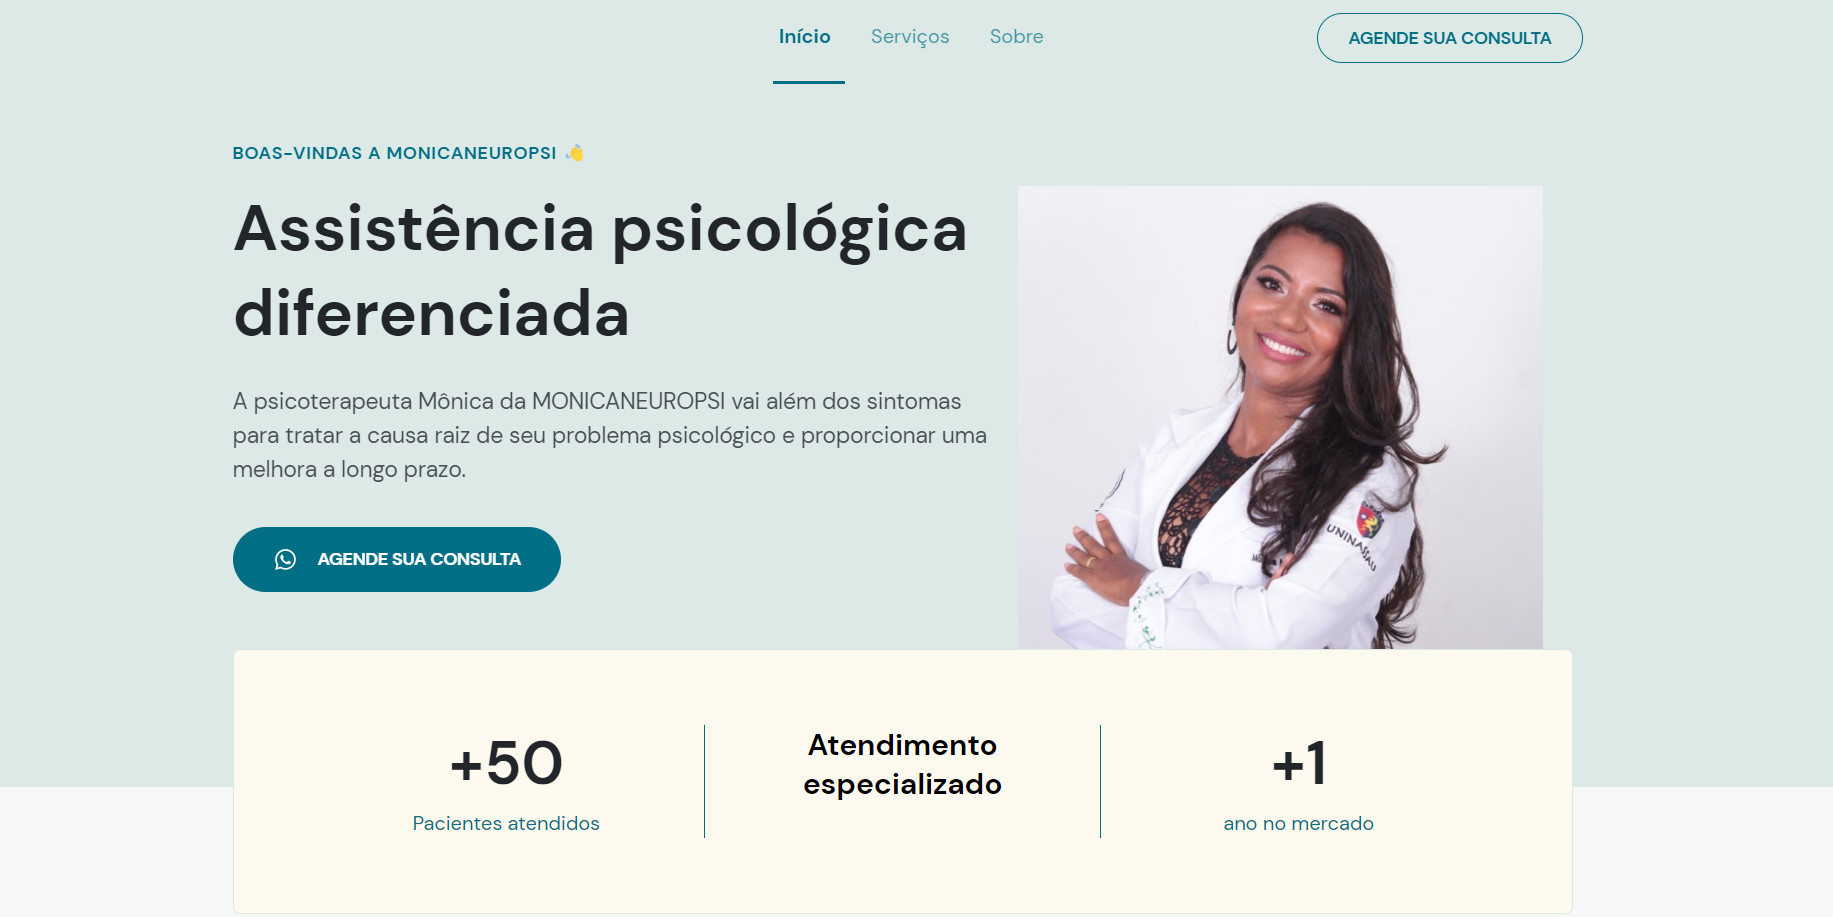 Início
Serviços
Sobre
AGENDE SUA CONSULTA
BOAS-VINDAS A MONICANEUROPSI 👋
Assistência psicológica
diferenciada
A psicoterapeuta Mônica da MONICANEUROPSI vai além dos sintomas
para tratar a causa raiz de seu problema psicológico e proporcionar uma
melhora a longo prazo.
AGENDE SUA CONSULTA
UNINASSAU
+50
Pacientes atendidos
Atendimento
especializado
+1
ano no mercado